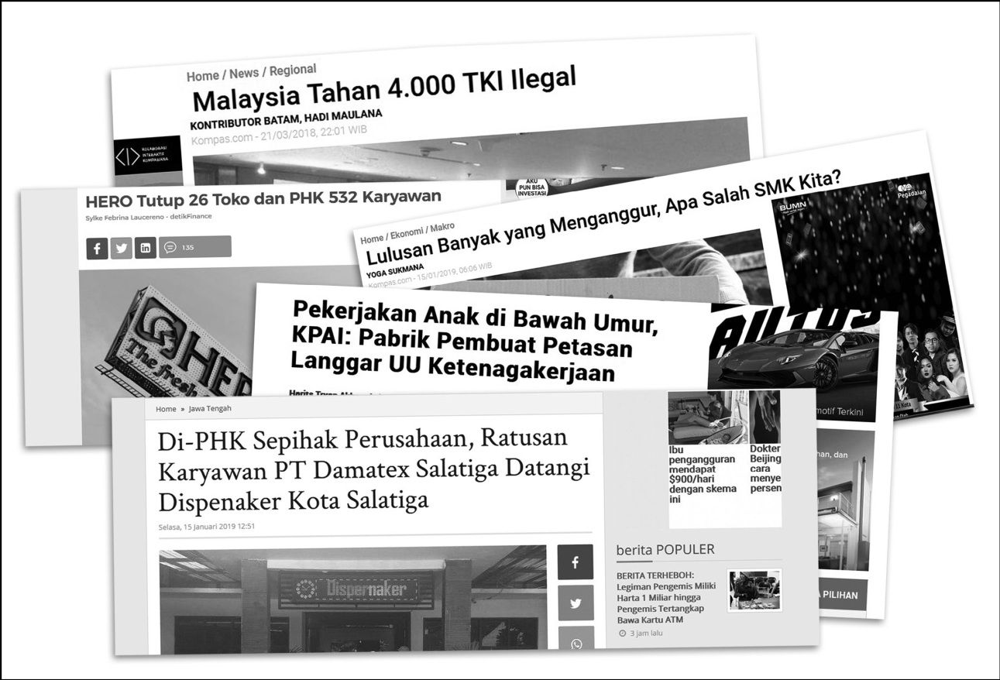 Home / News / Regional
Malaysia Tahan 4.000 TKI Ilegal
KONTRIBUTOR BATAM, HADI MAULANA
Kompas.com - 21/03/2018, 22:01 WIB
KOLABORASI
INTERAKTIF
KOMPASIANA
AKU
PUN BISA
INVESTASI
HERO Tutup 26 Toko dan PHK 532 Karyawan
Sylke Febrina Laucereno - detikFinance
135
HER
The fresh
Home / Ekonomi / Makro
Lulusan Banyak yang Menganggur, Apa Salah SMK Kita?
YOGA SUKMANA
Kompas.com - 15/01/2019, 06:06 WIB
BUMN
Pegadaian
11 Kota
Pekerjakan Anak di Bawah Umur,
KPAI: Pabrik Pembuat Petasan
Langgar UU Ketenagakerjaan
AUTOS
motif Terkini
han, dan
A PILIHAN
Home » Jawa Tengah
Di-PHK Sepihak Perusahaan, Ratusan
Karyawan PT Damatex Salatiga Datangi
Dispenaker Kota Salatiga
Selasa, 15 Januari 2019 12:51
Dispernaker
Ibu
pengangguran
mendapat
$900/hari
dengan skema
ini
Dokter
Beijing
cara
menye
persen
berita POPULER
BERITA TERHEBOH:
Legiman Pengemis Miliki
Harta 1 Miliar hingga
Pengemis Tertangkap
Bawa Kartu ATM
3 jam lalu